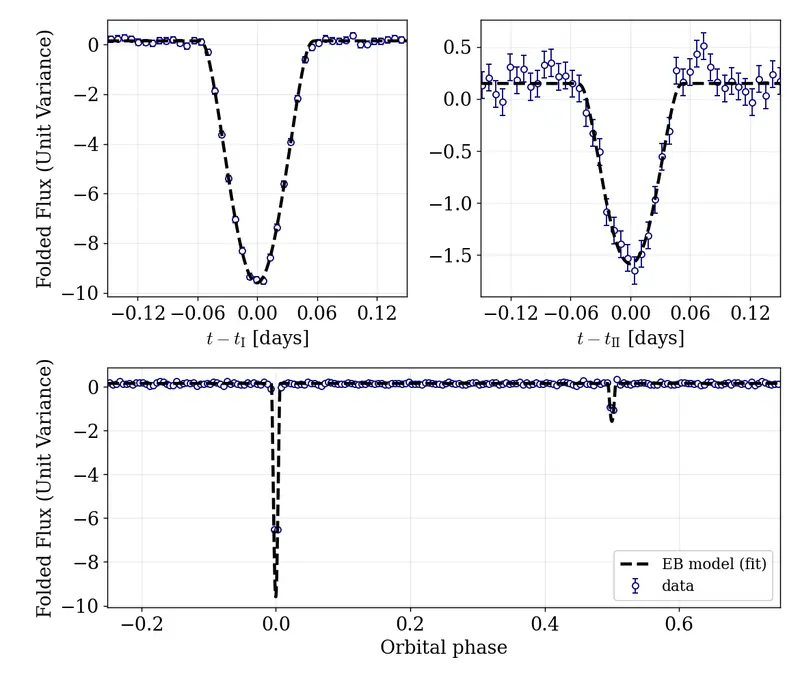 Folded Flux (Unit Variance)
0
−2
−4
−6
−8
−10
−0.12 −0.06 0.00 0.06 0.12
t − tI [days]
0.5
0.0
−0.5
−1.0
−1.5
−0.12 −0.06 0.00 0.06 0.12
t − tII [days]
Folded Flux (Unit Variance)
0
−2
−4
−6
−8
−10
−0.2 0.0 0.2 0.4 0.6
Orbital phase
EB model (fit)
data